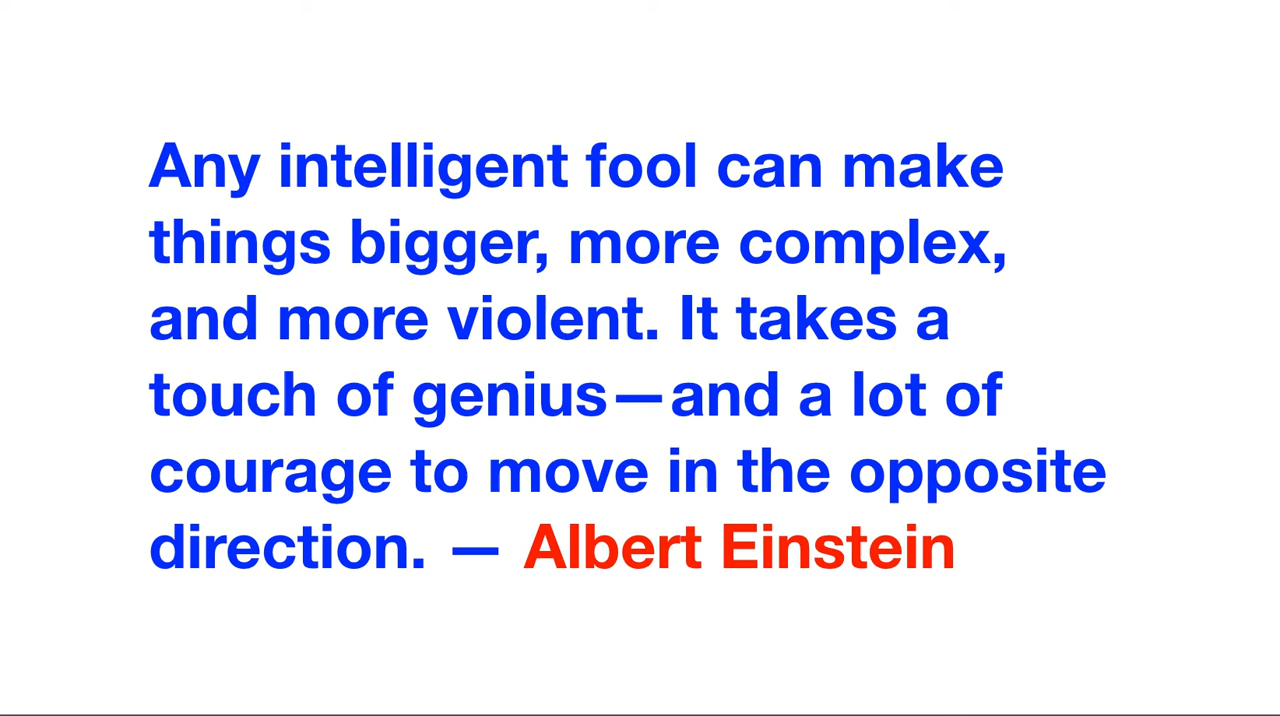 Any intelligent fool can make
things bigger, more complex,
and more violent. It takes a
touch of genius—and a lot of
courage to move in the opposite
direction. — Albert Einstein